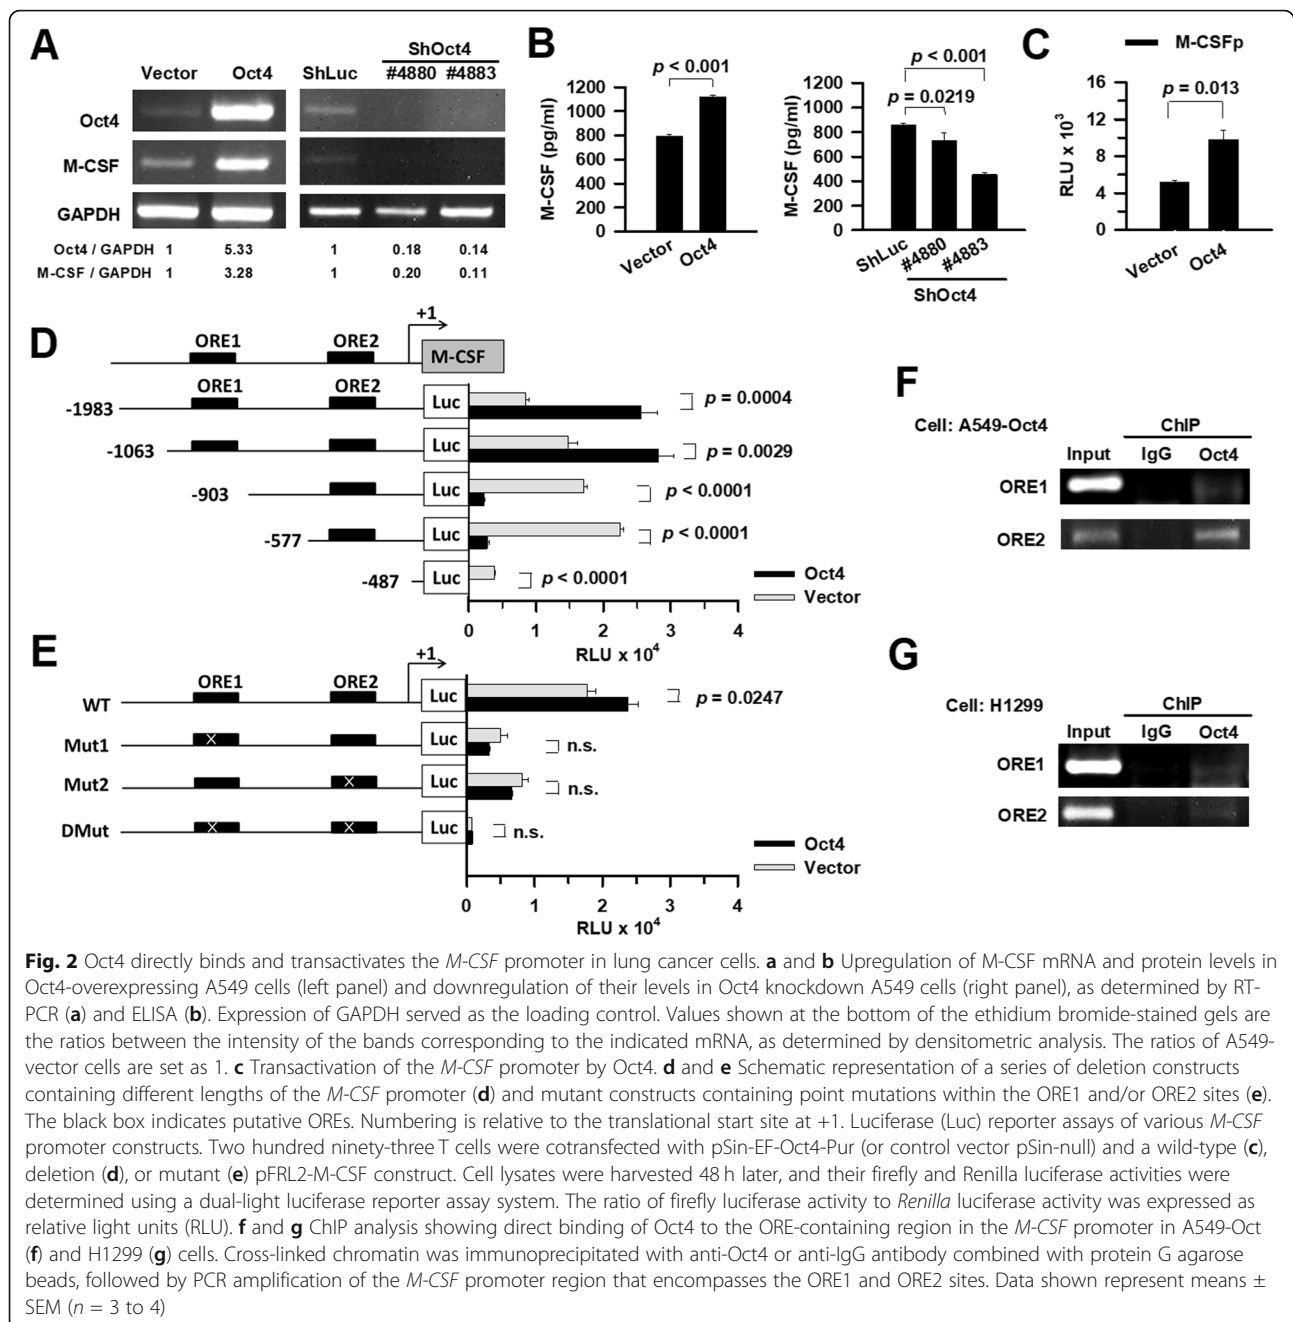 A
Vector Oct4 ShLuc ShOct4
#4880 #4883
Oct4
M-CSF
GAPDH
Oct4 / GAPDH 1 5.33 1 0.18 0.14
M-CSF / GAPDH 1 3.28 1 0.20 0.11
B
p < 0.001
M-CSF (pg/ml)
1200
1000
800
600
400
200
0
Vector Oct4
p < 0.001
p = 0.0219
M-CSF (pg/ml)
1200
1000
800
600
400
200
0
ShLuc #4880 #4883
ShOct4
C
M-CSFp
p = 0.013
RLU x 10³
16
12
8
4
0
Vector Oct4
D
ORE1 ORE2 +1 M-CSF
ORE1 ORE2
-1983 Luc p = 0.0004
-1063 Luc p = 0.0029
-903 Luc p < 0.0001
-577 Luc p < 0.0001
-487 Luc p < 0.0001
Oct4
Vector
0 1 2 3 4
RLU x 10⁴
E
ORE1 ORE2 +1
WT Luc p = 0.0247
Mut1 X Luc n.s.
Mut2 X Luc n.s.
DMut X X Luc n.s.
Oct4
Vector
0 1 2 3 4
RLU x 10⁴
F
Cell: A549-Oct4 ChIP
Input IgG Oct4
ORE1
ORE2
G
Cell: H1299 ChIP
Input IgG Oct4
ORE1
ORE2
Fig. 2 Oct4 directly binds and transactivates the M-CSF promoter in lung cancer cells. a and b Upregulation of M-CSF mRNA and protein levels in
Oct4-overexpressing A549 cells (left panel) and downregulation of their levels in Oct4 knockdown A549 cells (right panel), as determined by RT-
PCR (a) and ELISA (b). Expression of GAPDH served as the loading control. Values shown at the bottom of the ethidium bromide-stained gels are
the ratios between the intensity of the bands corresponding to the indicated mRNA, as determined by densitometric analysis. The ratios of A549-
vector cells are set as 1. c Transactivation of the M-CSF promoter by Oct4. d and e Schematic representation of a series of deletion constructs
containing different lengths of the M-CSF promoter (d) and mutant constructs containing point mutations within the ORE1 and/or ORE2 sites (e).
The black box indicates putative OREs. Numbering is relative to the translational start site at +1. Luciferase (Luc) reporter assays of various M-CSF
promoter constructs. Two hundred ninety-three T cells were cotransfected with pSin-EF-Oct4-Pur (or control vector pSin-null) and a wild-type (c),
deletion (d), or mutant (e) pFRL2-M-CSF construct. Cell lysates were harvested 48 h later, and their firefly and Renilla luciferase activities were
determined using a dual-light luciferase reporter assay system. The ratio of firefly luciferase activity to Renilla luciferase activity was expressed as
relative light units (RLU). f and g ChIP analysis showing direct binding of Oct4 to the ORE-containing region in the M-CSF promoter in A549-Oct
(f) and H1299 (g) cells. Cross-linked chromatin was immunoprecipitated with anti-Oct4 or anti-IgG antibody combined with protein G agarose
beads, followed by PCR amplification of the M-CSF promoter region that encompasses the ORE1 and ORE2 sites. Data shown represent means ±
SEM (n = 3 to 4)